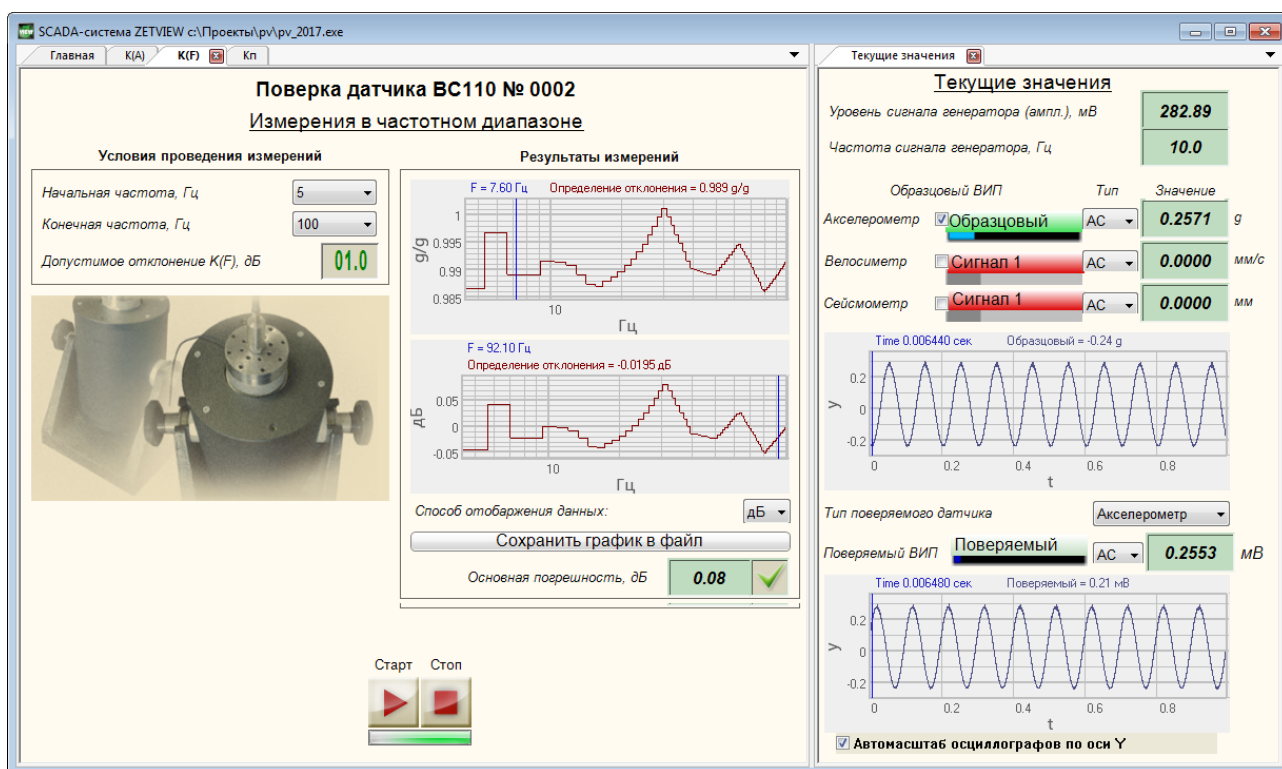 SCADA-система ZETVIEW c:\Проекты\pv\pv_2017.exe
Главная К(А) K(F) Кп
Поверка датчика ВС110 № 0002
Измерения в частотном диапазоне
Условия проведения измерений
Начальная частота, Гц 5
Конечная частота, Гц 100
Допустимое отклонение K(F), дБ 01.0
Результаты измерений
F = 7.60 Гц Определение отклонения = 0.989 g/g
g/g
1
0.995
0.99
0.985
10
Гц
F = 92.10 Гц
Определение отклонения = -0.0195 дБ
дБ
0.05
0
-0.05
10
Гц
Способ отобаржения данных: дБ
Сохранить график в файл
Основная погрешность, дБ 0.08
Старт Стоп
Текущие значения
Текущие значения
Уровень сигнала генератора (ампл.), мВ 282.89
Частота сигнала генератора, Гц 10.0
Образцовый ВИП Тип Значение
Акселерометр Образцовый AC 0.2571 g
Велосиметр Сигнал 1 AC 0.0000 мм/с
Сейсмометр Сигнал 1 AC 0.0000 мм
Time 0.006440 сек Образцовый = -0.24 g
y
0.2
0
-0.2
0 0.2 0.4 0.6 0.8
t
Тип поверяемого датчика Акселерометр
Поверяемый ВИП Поверяемый AC 0.2553 мВ
Time 0.006480 сек Поверяемый = 0.21 мВ
y
0.2
0
-0.2
0 0.2 0.4 0.6 0.8
t
Автомасштаб осциллографов по оси Y